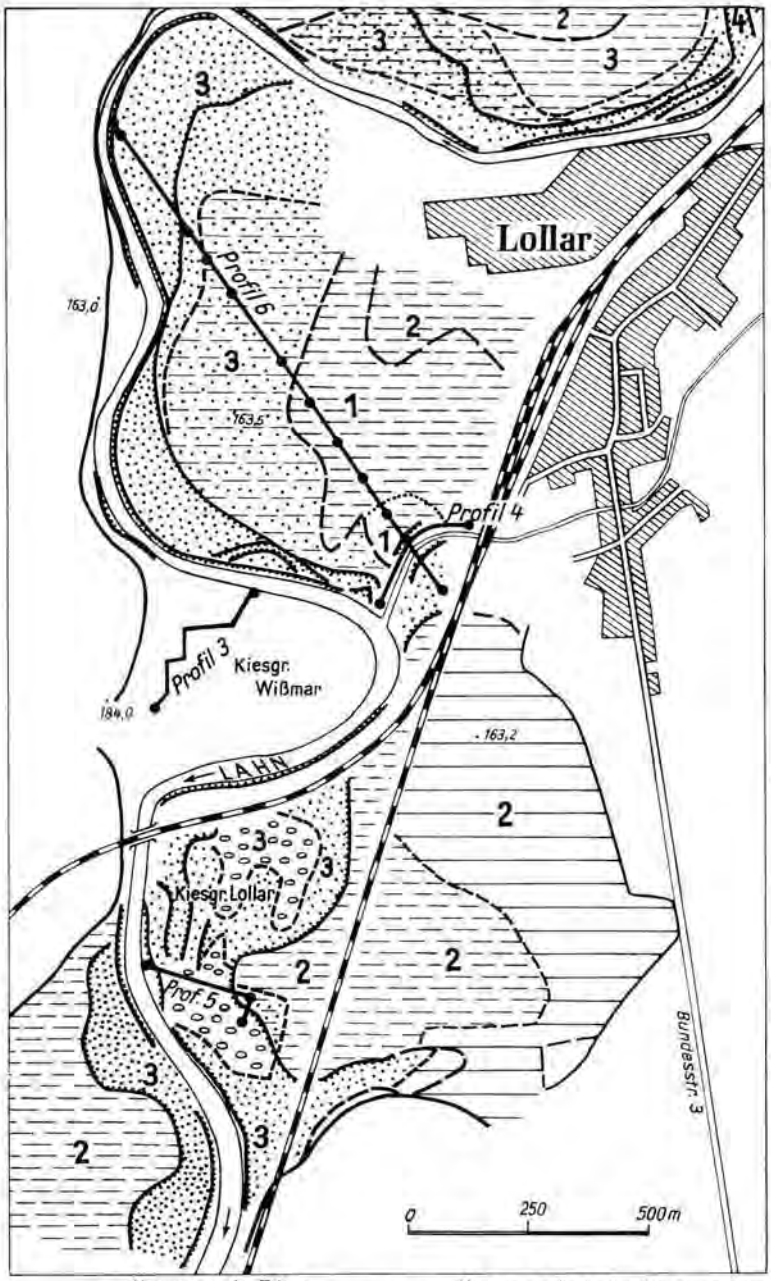 2
4
3
3
3
Lollar
Profil 6
163,0
2
3
1
163,5
Profil 4
1
Profil 3
Kiesgr.
Wißmar
184,0
163,2
← LAHN
2
3
3
Kiesgr. Lollar
2
2
Prof. 5
Bundesstr. 3
3
3
2
0 250 500m